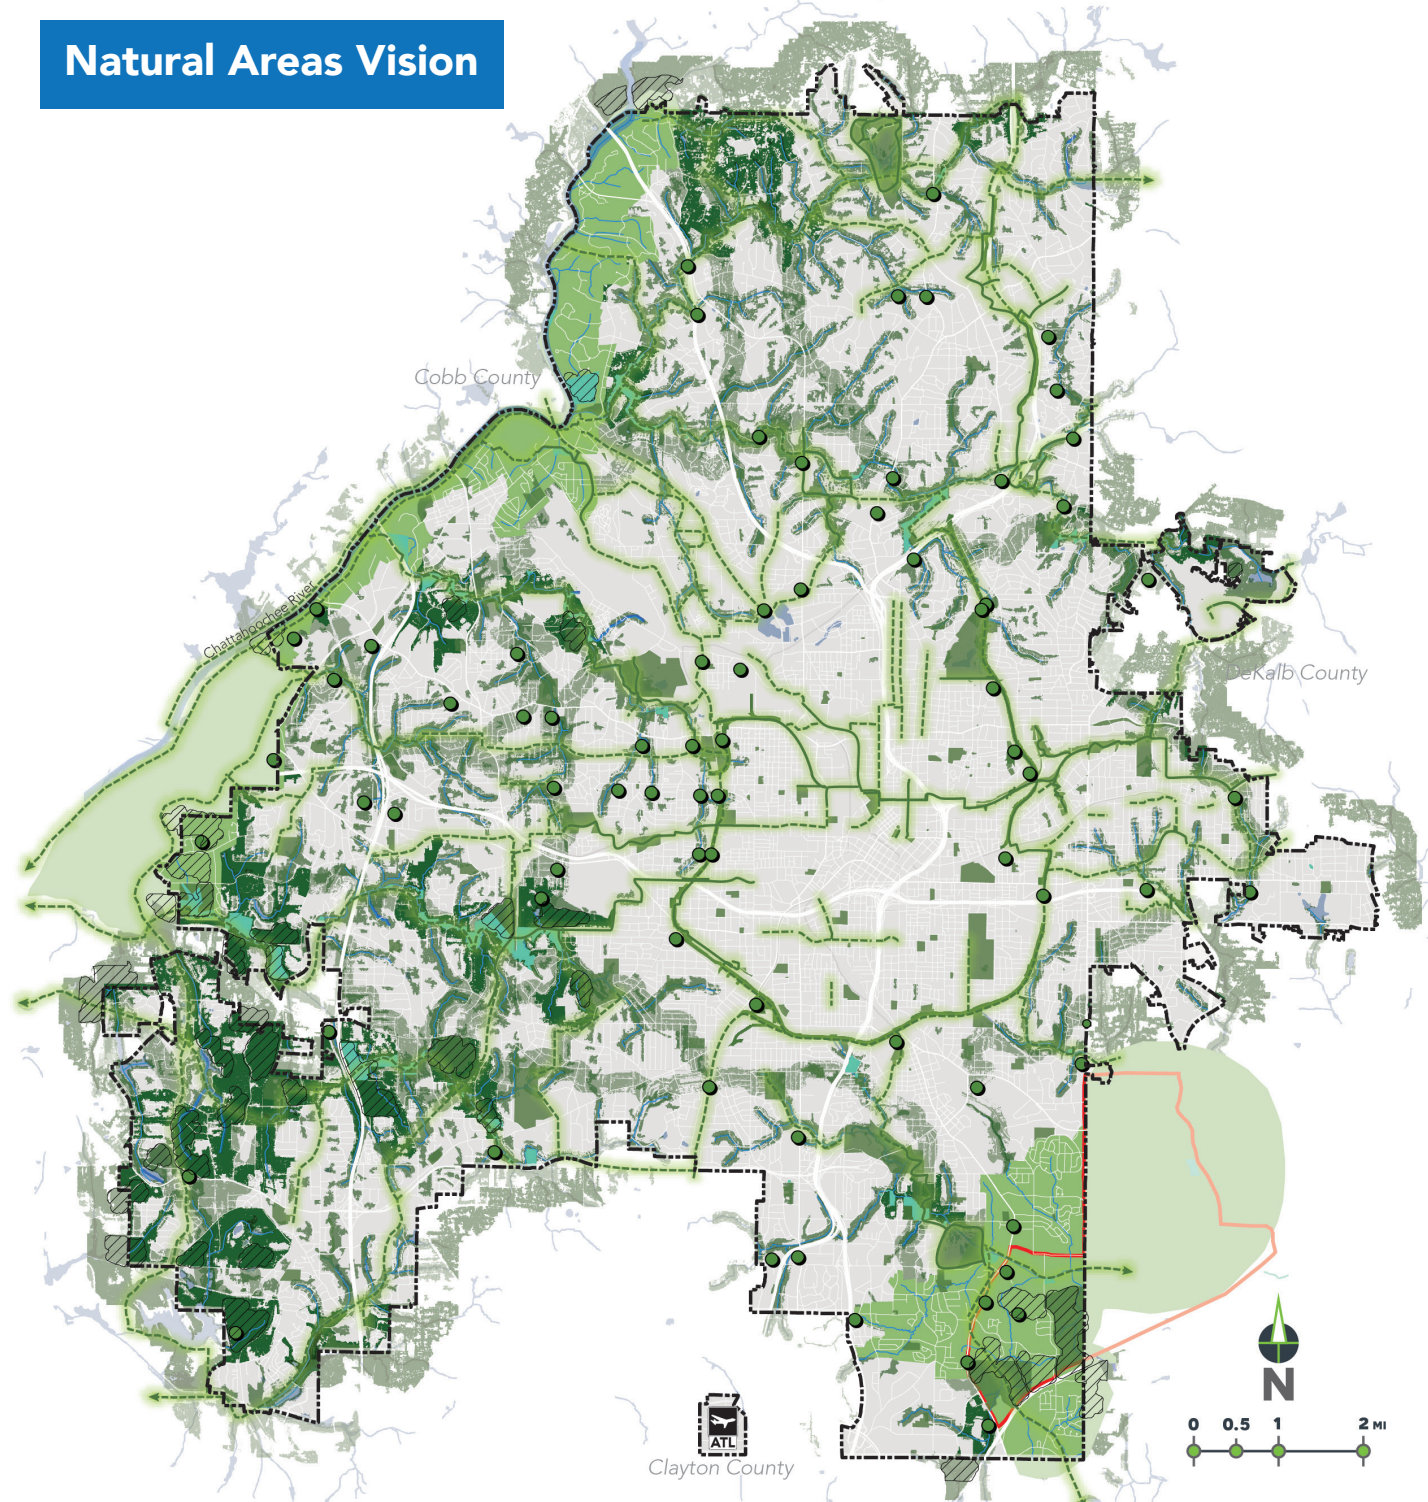 Natural Areas Vision
Cobb County
Chattahoochee River
DeKalb County
N
0 0.5 1 2 MI
ATL
Clayton County